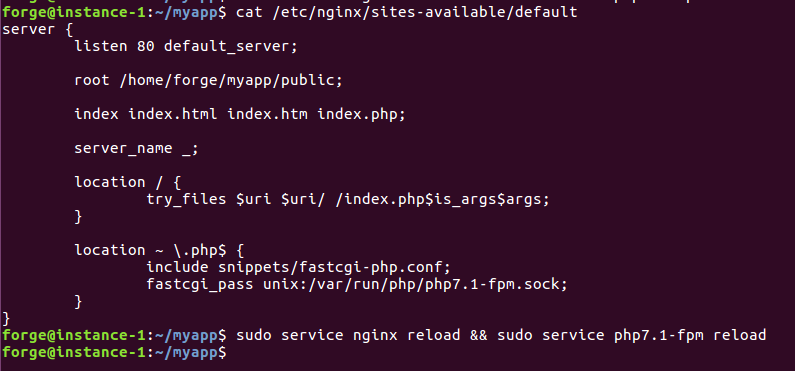 forge@instance-1:~/myapp$ cat /etc/nginx/sites-available/default
server {
        listen 80 default_server;
        root /home/forge/myapp/public;
        index index.html index.htm index.php;
        server_name _;
        location / {
                try_files $uri $uri/ /index.php$is_args$args;
        }
        location ~ \.php$ {
                include snippets/fastcgi-php.conf;
                fastcgi_pass unix:/var/run/php/php7.1-fpm.sock;
        }
}
forge@instance-1:~/myapp$ sudo service nginx reload && sudo service php7.1-fpm reload
forge@instance-1:~/myapp$